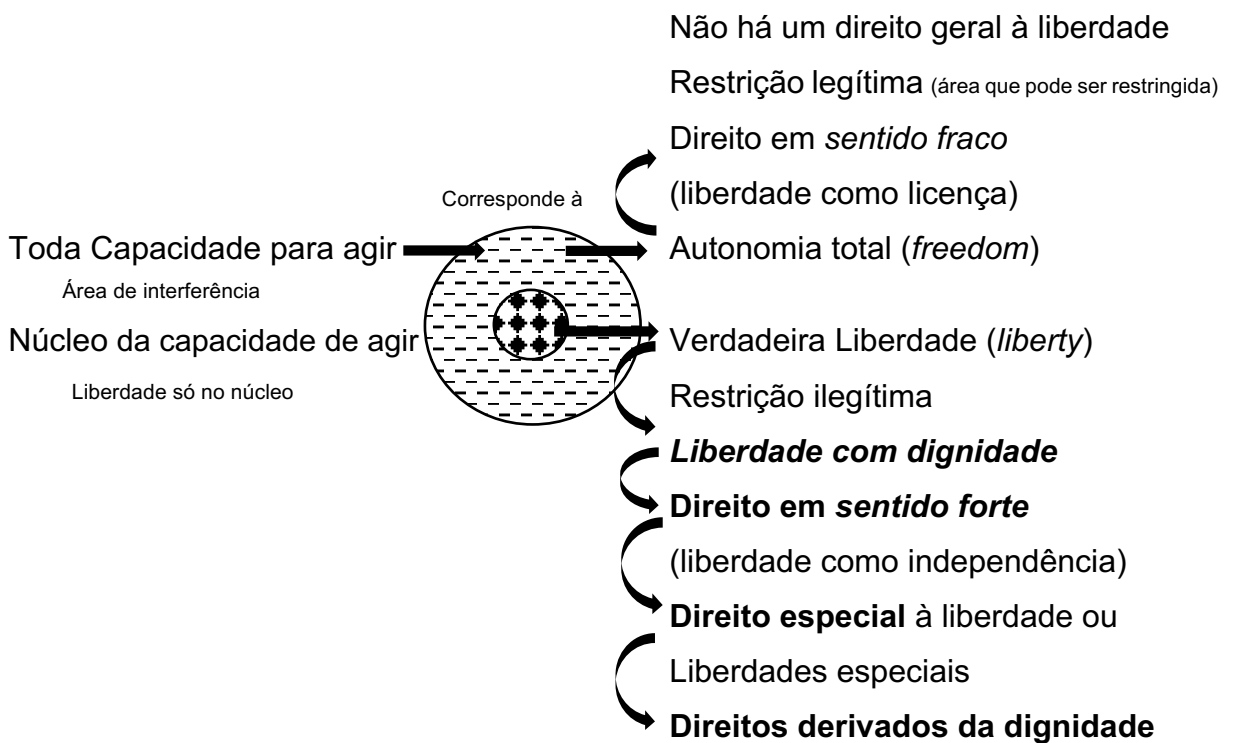 Não há um direito geral à liberdade
Restrição legítima (área que pode ser restringida)
Direito em sentido fraco
(liberdade como licença)
Corresponde à
Toda Capacidade para agir
Autonomia total (freedom)
Área de interferência
Núcleo da capacidade de agir
Verdadeira Liberdade (liberty)
Liberdade só no núcleo
Restrição ilegítima
Liberdade com dignidade
Direito em sentido forte
(liberdade como independência)
Direito especial à liberdade ou
Liberdades especiais
Direitos derivados da dignidade